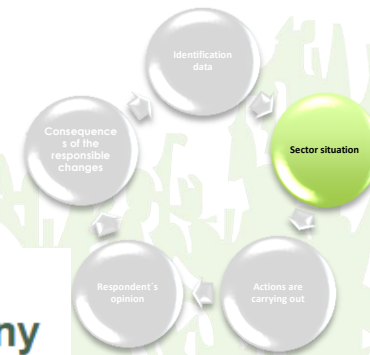 Identification
data
Sector situation
Actions are
carrying out
Respondent´s
opinion
Consequence
s of the
responsible
changes
ny